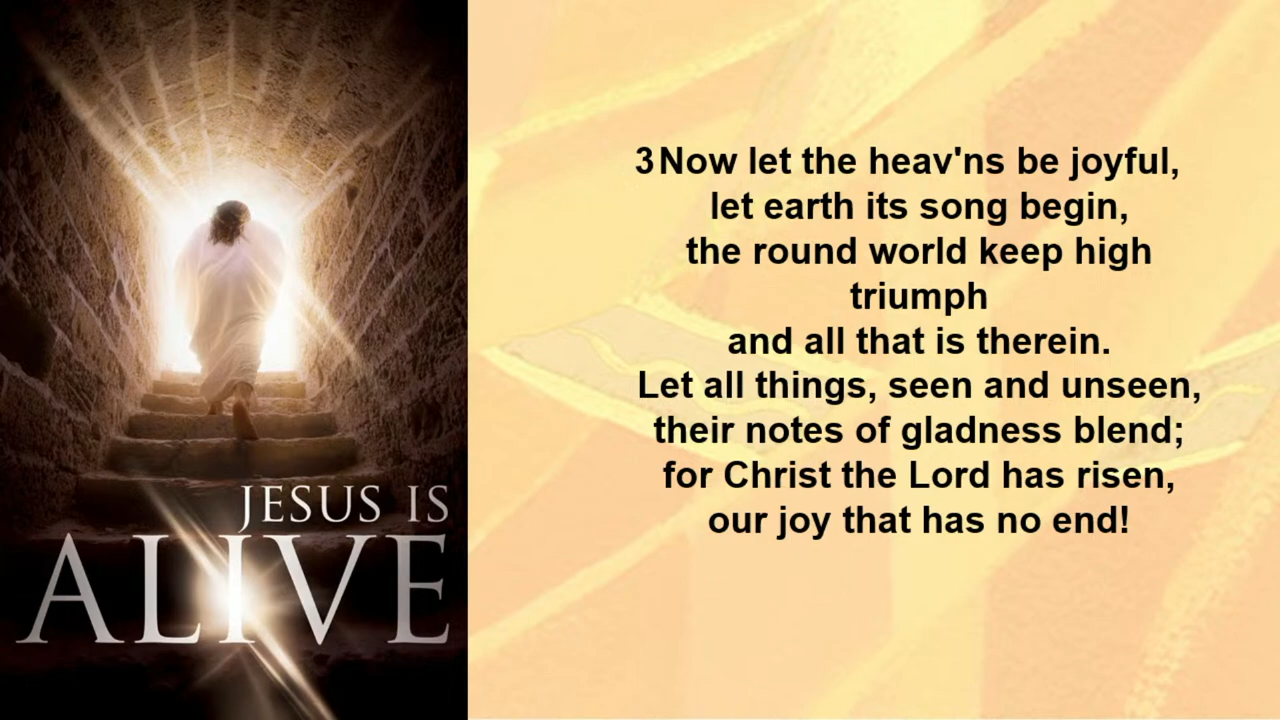 JESUS IS
ALIVE
3 Now let the heav'ns be joyful,
let earth its song begin,
the round world keep high
triumph
and all that is therein.
Let all things, seen and unseen,
their notes of gladness blend;
for Christ the Lord has risen,
our joy that has no end!